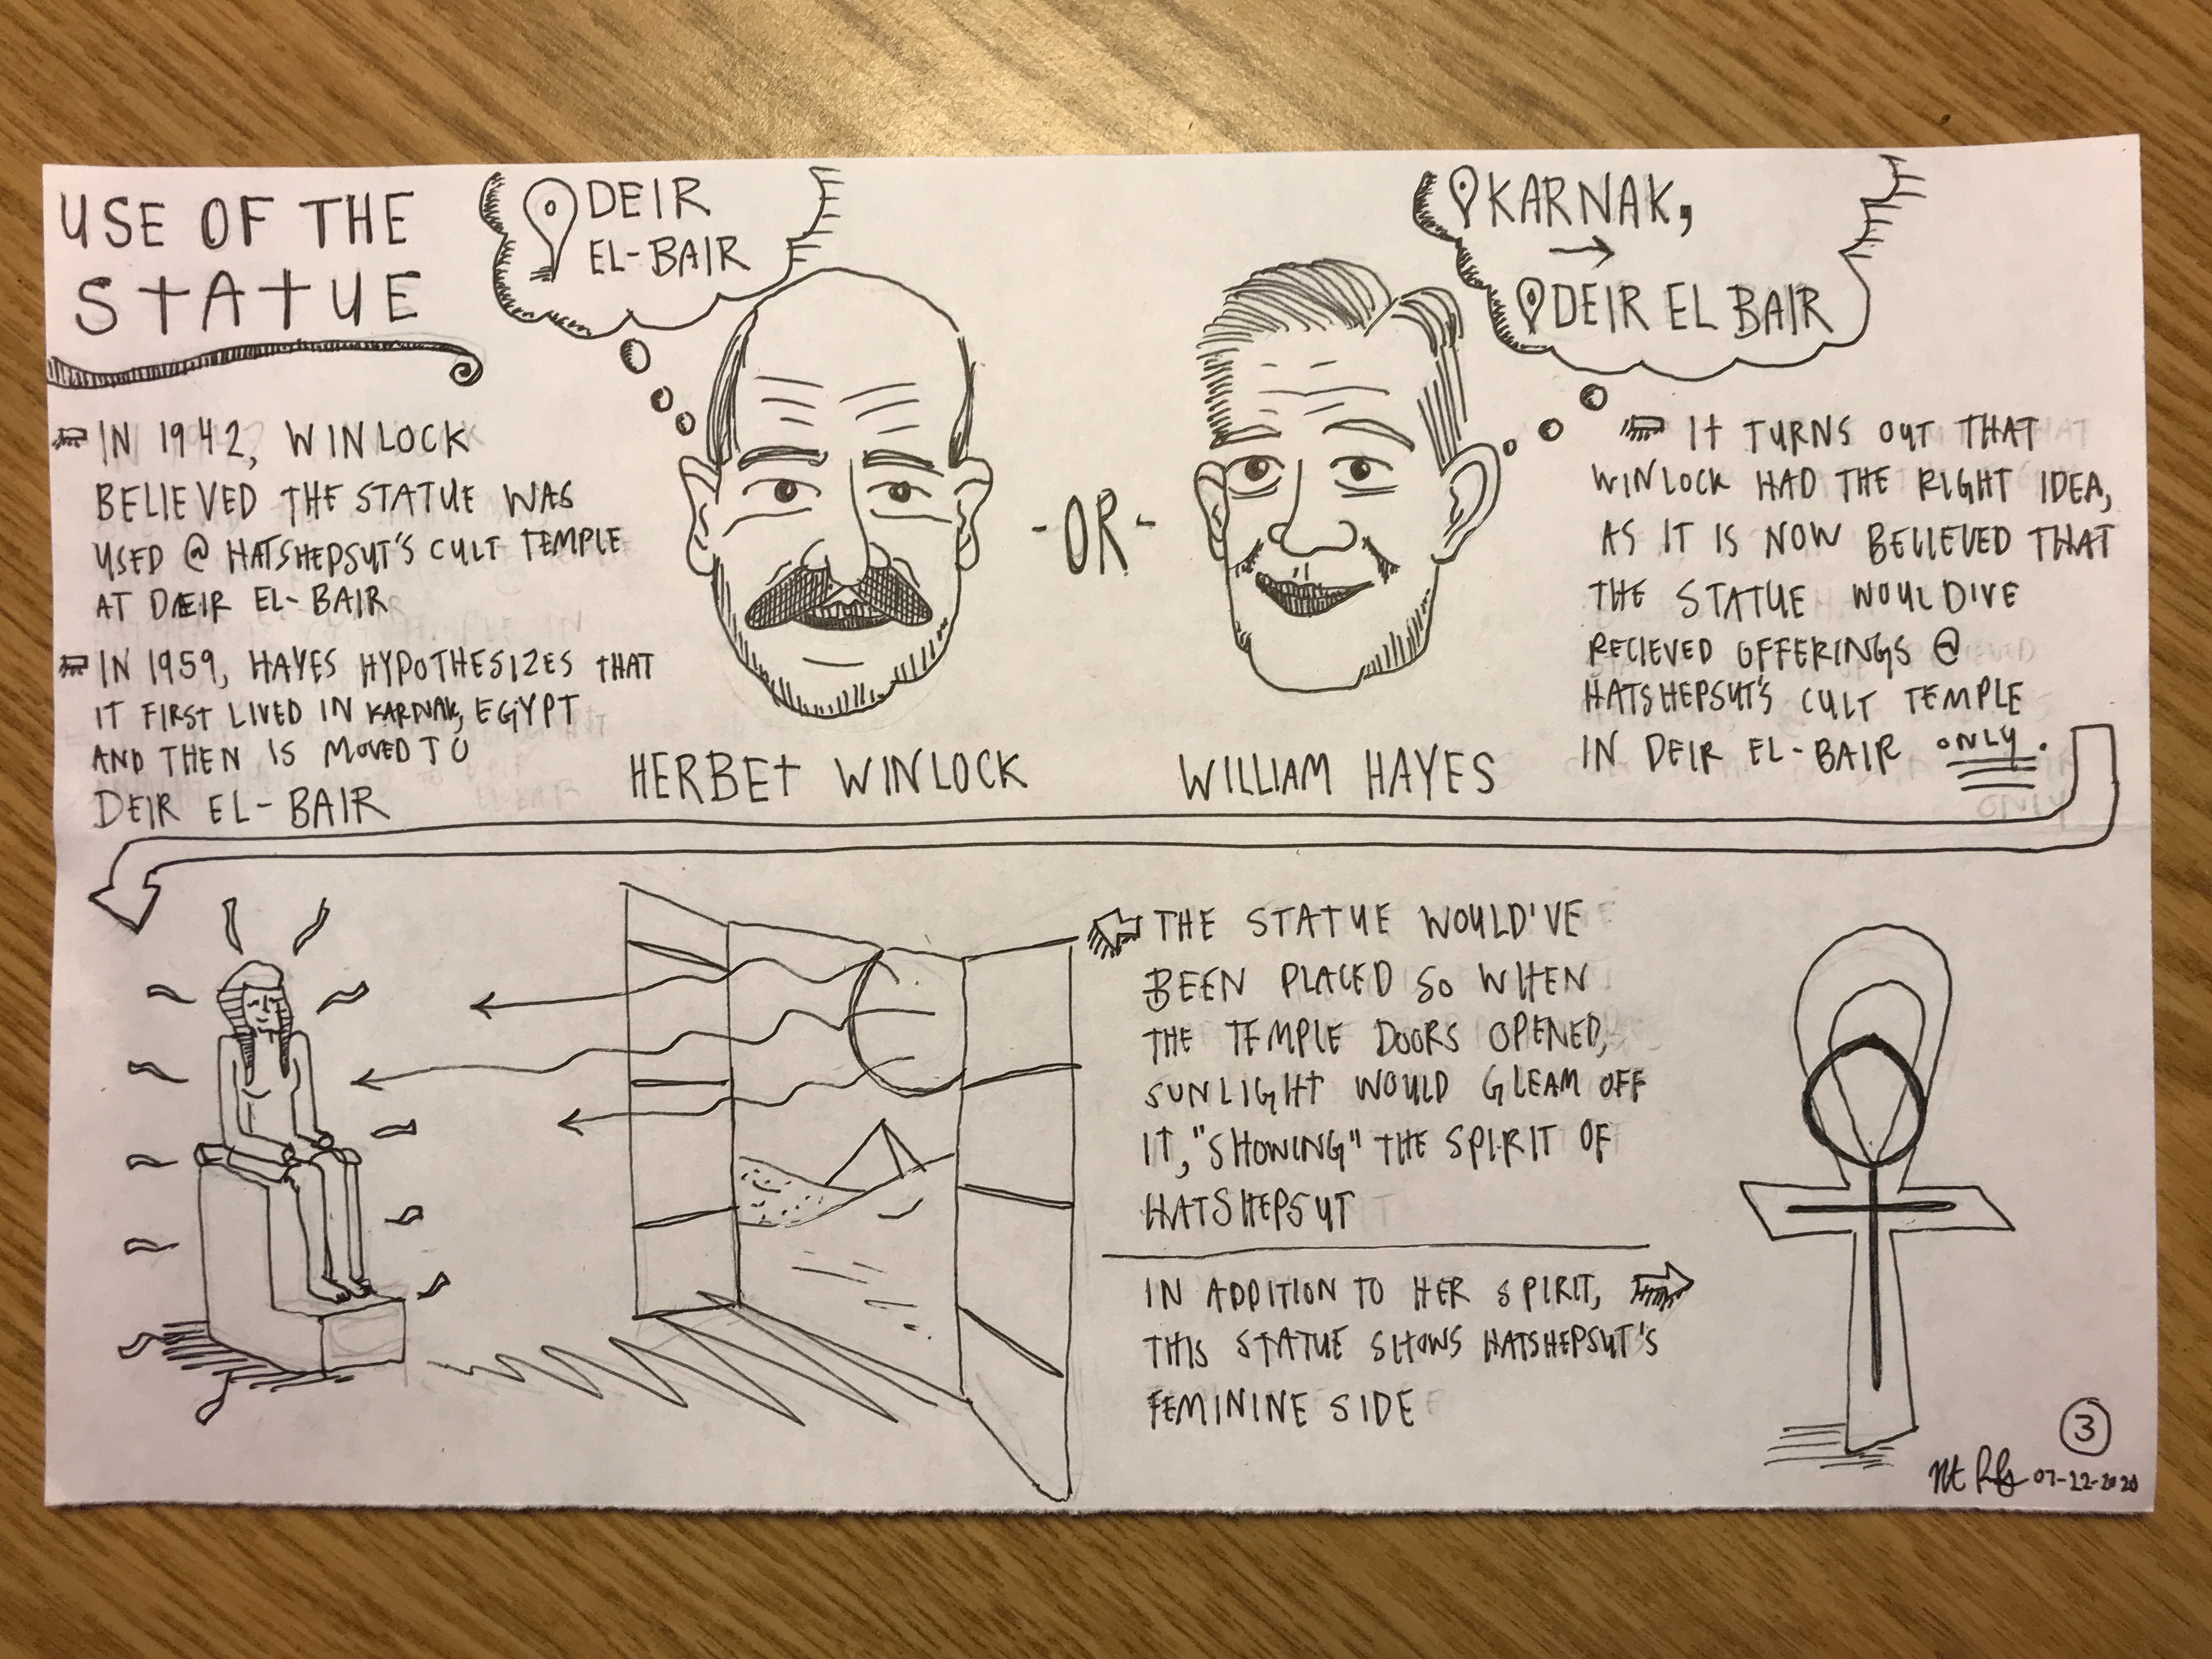 USE OF THE
STATUE
DEIR
EL-BAIR
KARNAK,
DEIR EL BAIR
IN 1942, WINLOCK
BELIEVED THE STATUE WAS
USED @ HATSHEPSUT'S CULT TEMPLE
AT DEIR EL-BAIR
IN 1959, HAYES HYPOTHESIZES THAT
IT FIRST LIVED IN KARNAK, EGYPT
AND THEN IS MOVED TO
DEIR EL-BAIR
-OR-
HERBET WINLOCK
WILLIAM HAYES
IT TURNS OUT THAT
WINLOCK HAD THE RIGHT IDEA,
AS IT IS NOW BELIEVED THAT
THE STATUE WOULDIVE
RECIEVED OFFERINGS @
HATSHEPSUT'S CULT TEMPLE
IN DEIR EL-BAIR ONLY.
THE STATUE WOULD'VE
BEEN PLACED SO WHEN
THE TEMPLE DOORS OPENED,
SUNLIGHT WOULD GLEAM OFF
IT, "SHOWING" THE SPIRIT OF
HATSHEPSUT
IN ADDITION TO HER SPIRIT,
THIS STATUE SHOWS HATSHEPSUT'S
FEMININE SIDE
3
07-22-2020